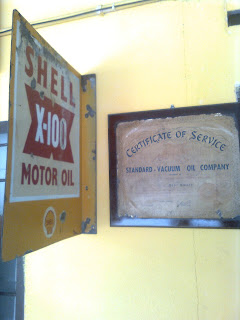 SHELL
X-100
MOTOR OIL
CERTIFICATE OF SERVICE
STANDARD-VACUUM OIL COMPANY